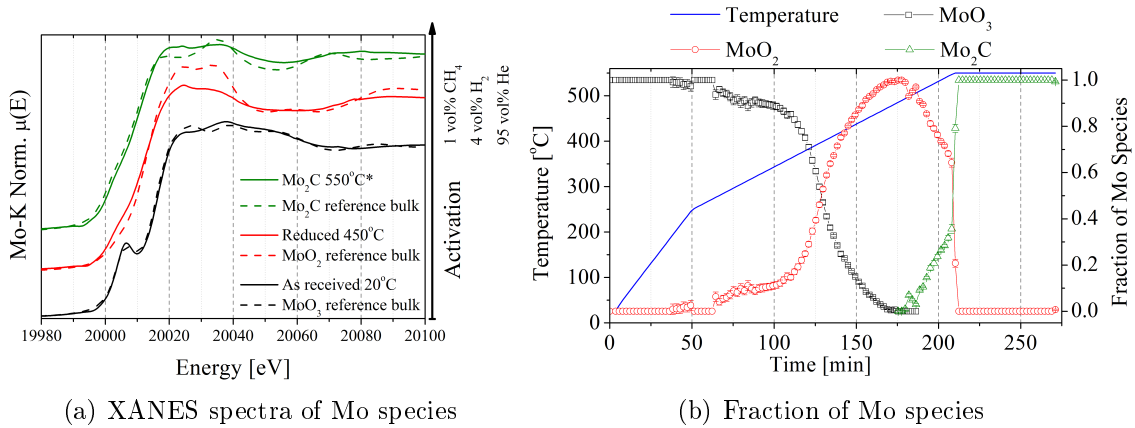 Mo-K Norm. μ(E)
Mo₂C 550°C*
Mo₂C reference bulk
Reduced 450°C
MoO₂ reference bulk
As received 20°C
MoO₃ reference bulk
19980 20000 20020 20040 20060 20080 20100
Energy [eV]
1 vol% CH₄
4 vol% H₂
95 vol% He
Activation
(a) XANES spectra of Mo species
Temperature
MoO₃
MoO₂
Mo₂C
Temperature [°C]
500
400
300
200
100
0
0 50 100 150 200 250
Time [min]
1.0
0.8
0.6
0.4
0.2
0.0
Fraction of Mo Species
(b) Fraction of Mo species